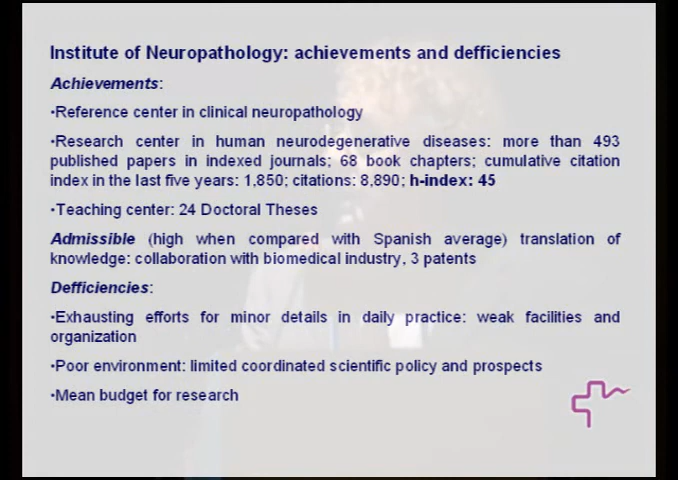 Institute of Neuropathology: achievements and defficiencies
Achievements:
•Reference center in clinical neuropathology
•Research center in human neurodegenerative diseases: more than 493
published papers in indexed journals; 68 book chapters; cumulative citation
index in the last five years: 1,850; citations: 8,890; h-index: 45
•Teaching center: 24 Doctoral Theses
Admissible (high when compared with Spanish average) translation of
knowledge: collaboration with biomedical industry, 3 patents
Defficiencies:
•Exhausting efforts for minor details in daily practice: weak facilities and
organization
•Poor environment: limited coordinated scientific policy and prospects
•Mean budget for research